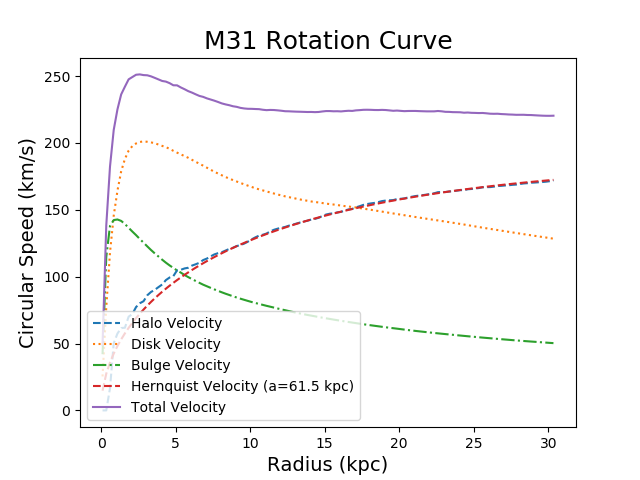 M31 Rotation Curve
Circular Speed (km/s)
250
200
150
100
50
0
Halo Velocity
Disk Velocity
Bulge Velocity
Hernquist Velocity (a=61.5 kpc)
Total Velocity
0 5 10 15 20 25 30
Radius (kpc)